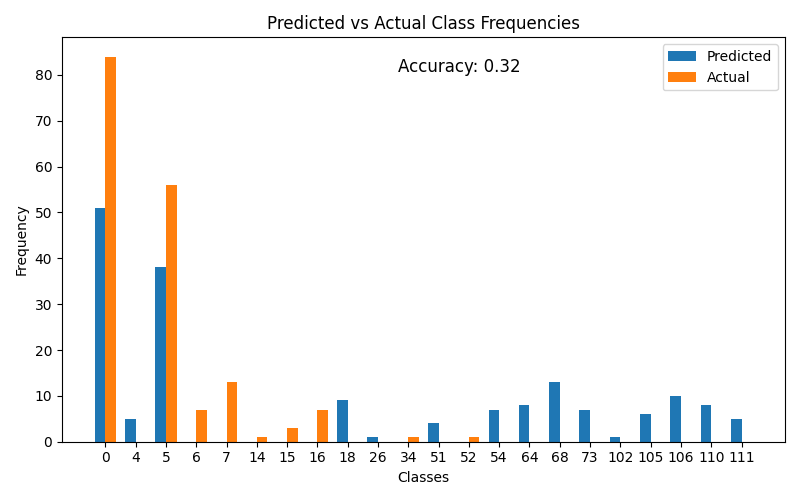 Predicted vs Actual Class Frequencies
Accuracy: 0.32
Predicted
Actual
Frequency
80
70
60
50
40
30
20
10
0
0 4 5 6 7 14 15 16 18 26 34 51 52 54 64 68 73 102 105 106 110 111
Classes